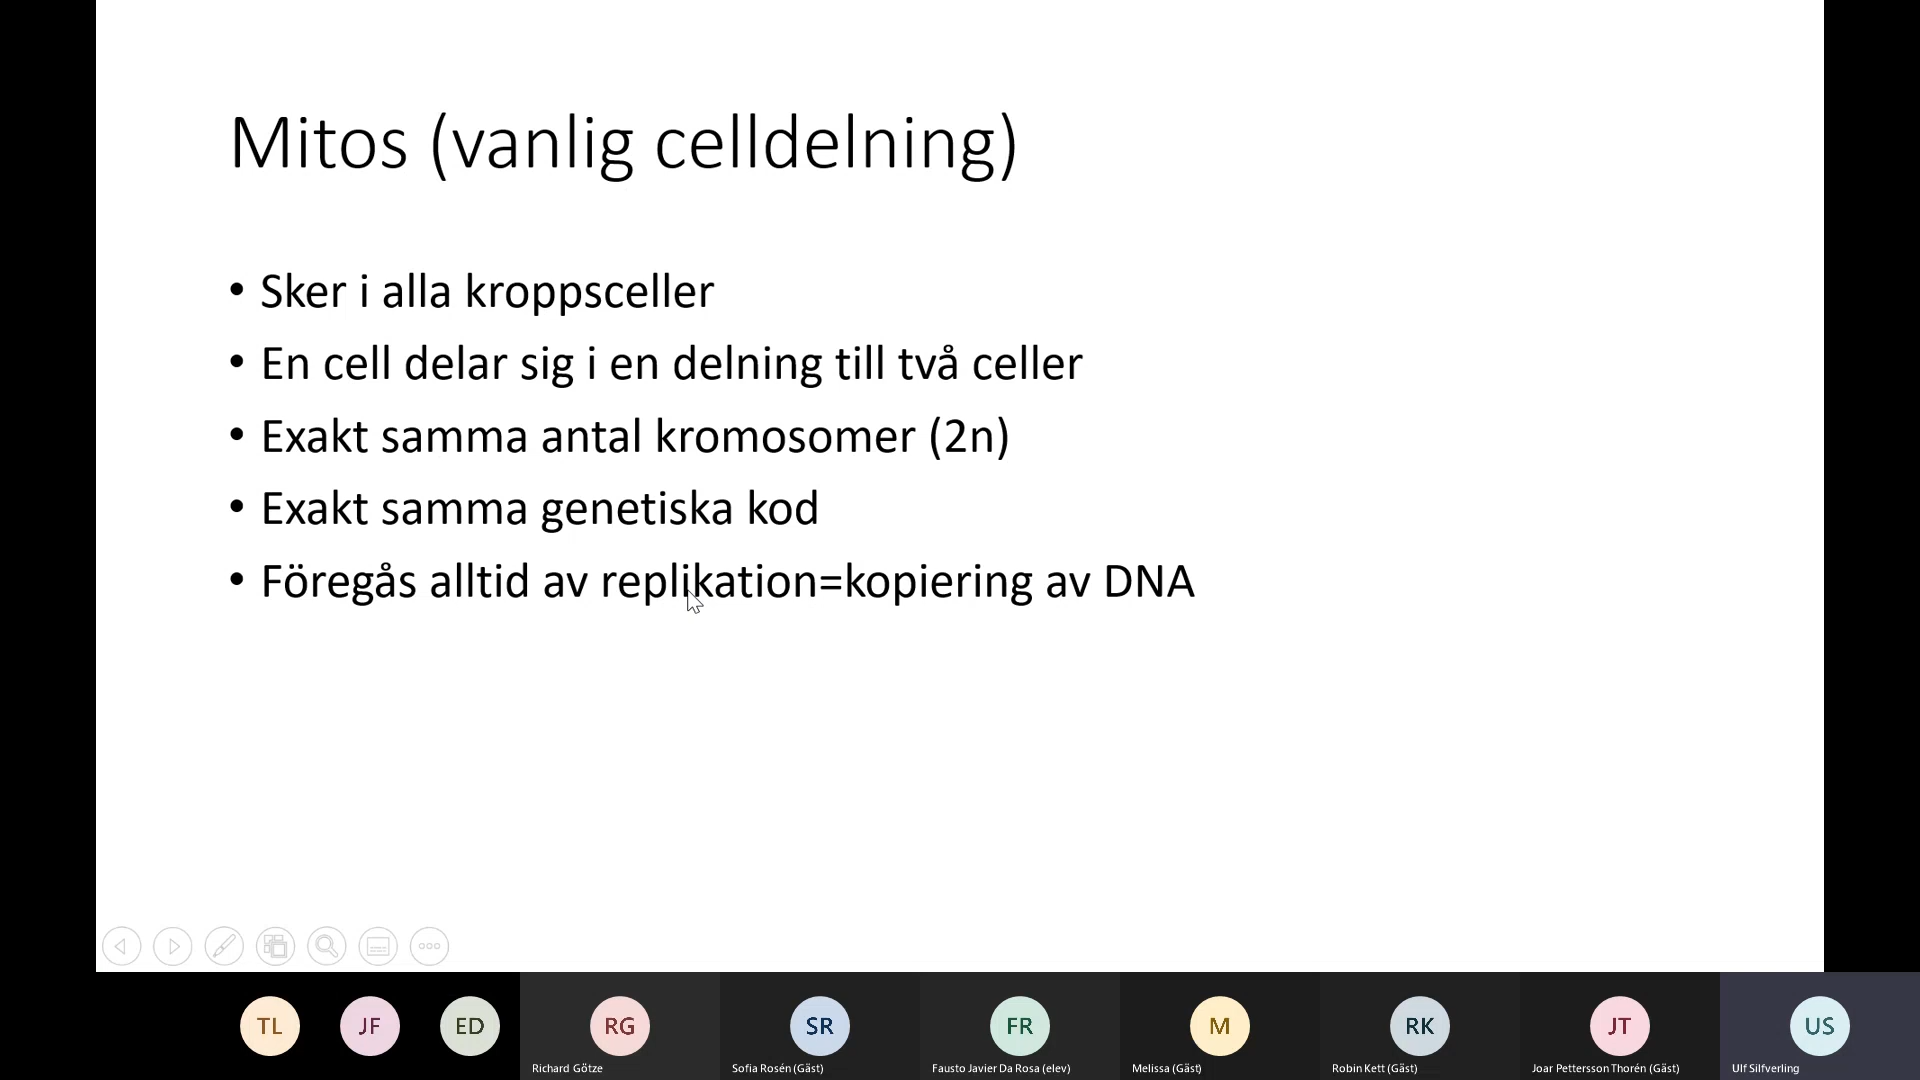 Mitos (vanlig celldelning)
• Sker i alla kroppsceller
• En cell delar sig i en delning till två celler
• Exakt samma antal kromosomer (2n)
• Exakt samma genetiska kod
• Föregås alltid av replikation=kopiering av DNA
TL JF ED RG SR FR M RK JT US
Richard Götze Sofia Rosén (Gäst) Fausto Javier Da Rosa (elev) Melissa (Gäst) Robin Kett (Gäst) Joar Pettersson Thorén (Gäst) Ulf Silfverling